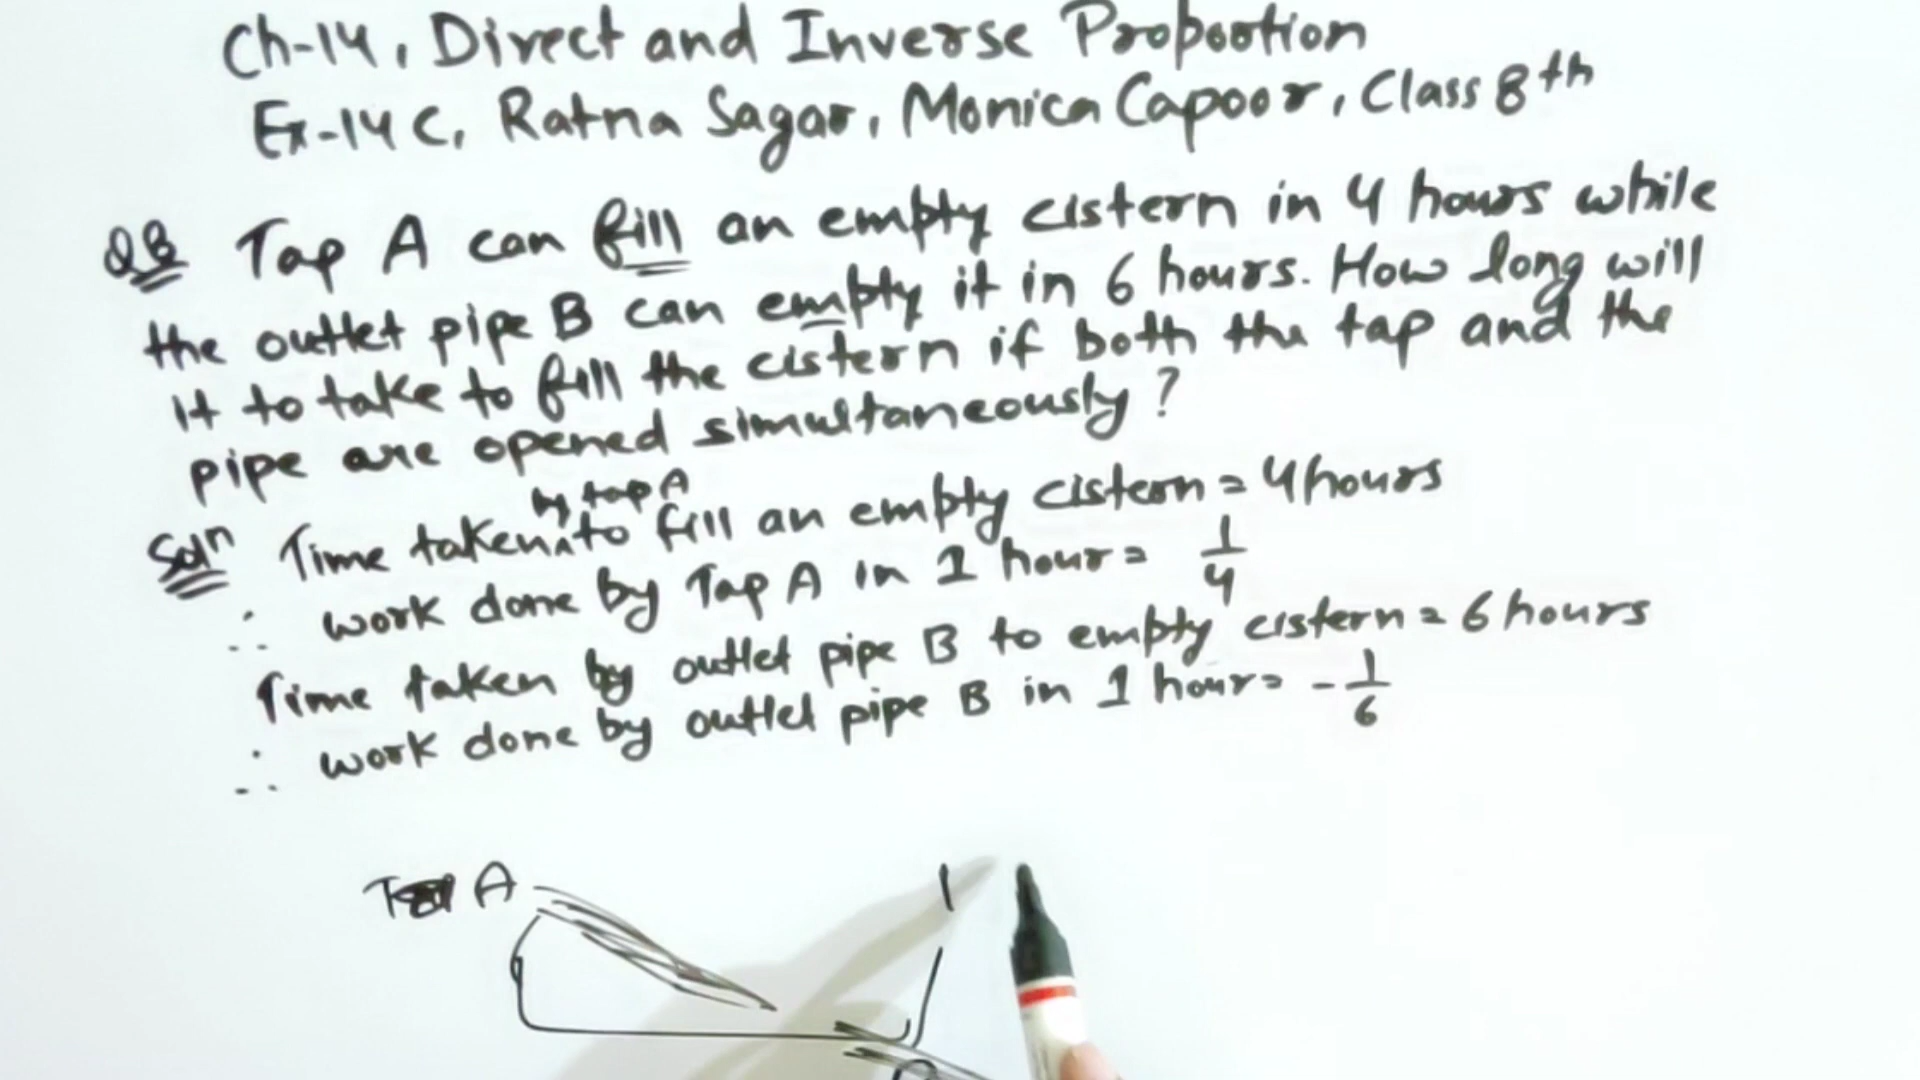 Ch-14, Direct and Inverse Proportion
Ex-14C, Ratna Sagar, Monica Capoor, Class 8th
Q8 Tap A can fill an empty cistern in 4 hours while
the outlet pipe B can empty it in 6 hours. How long will
it to take to fill the cistern if both the tap and the
pipe are opened simultaneously?
Soln Time taken by tap A to fill an empty cistern = 4 hours
∴ work done by Tap A in 1 hour = 1/4
Time taken by outlet pipe B to empty cistern = 6 hours
∴ work done by outlet pipe B in 1 hour = -1/6
A